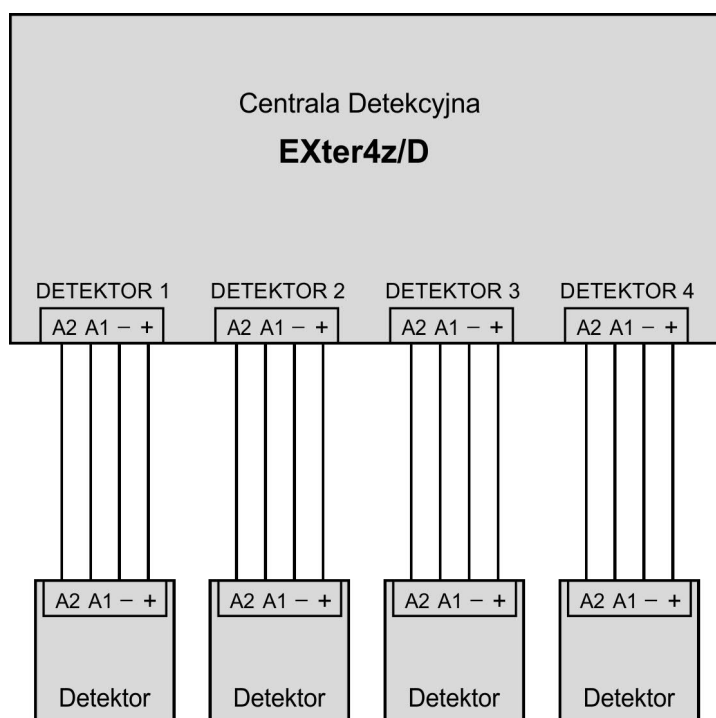 Centrala Detekcyjna
EXter4z/D
DETEKTOR 1 DETEKTOR 2 DETEKTOR 3 DETEKTOR 4
A2 A1 − + A2 A1 − + A2 A1 − + A2 A1 − +
A2 A1 − + A2 A1 − + A2 A1 − + A2 A1 − +
Detektor Detektor Detektor Detektor